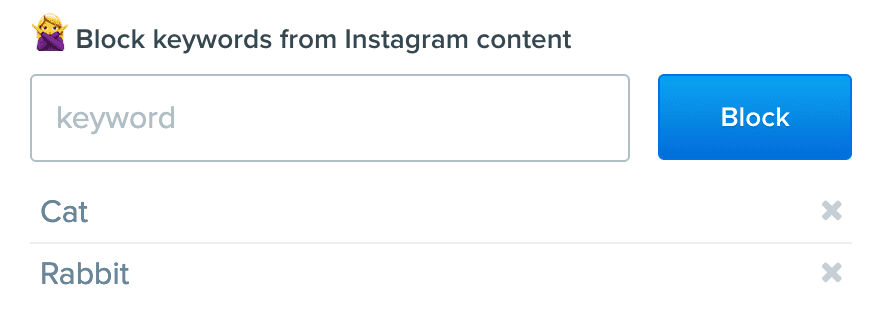 Block keywords from Instagram content
keyword
Block
Cat
Rabbit